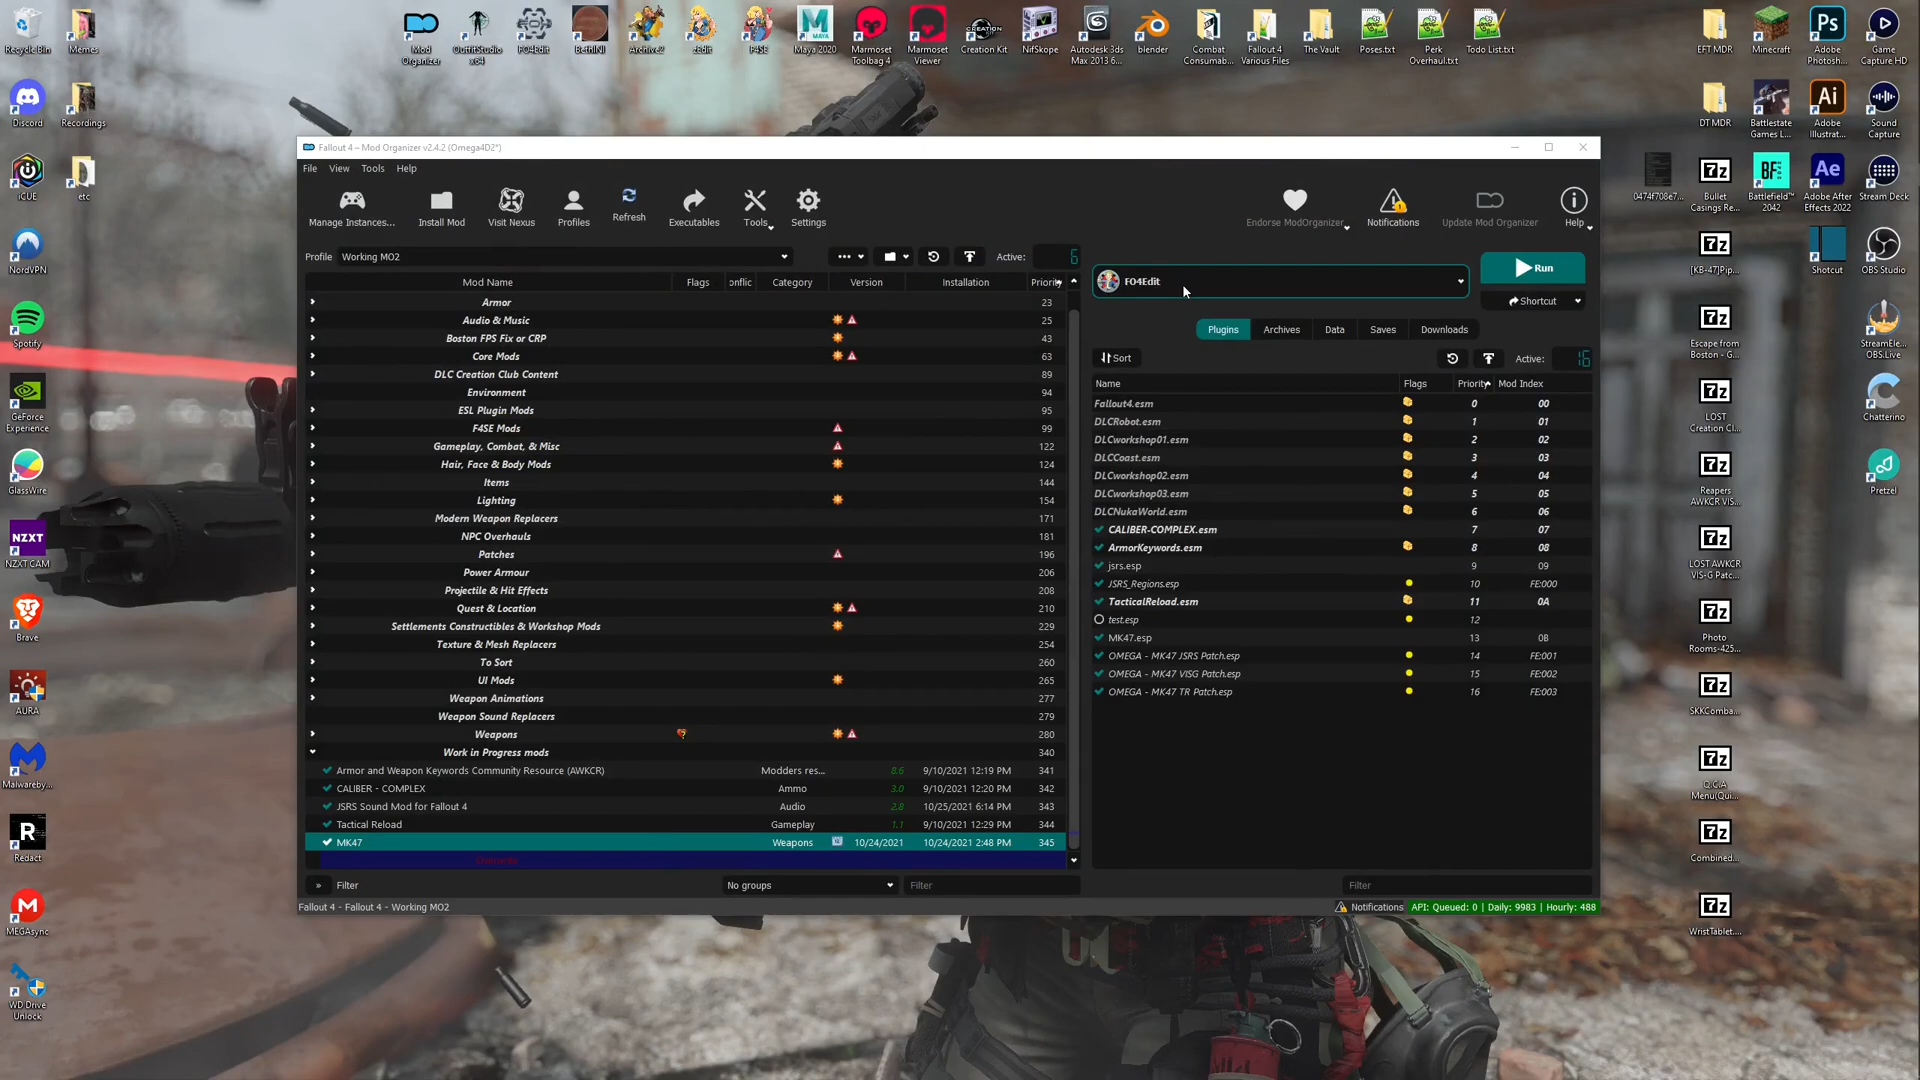 Recycle Bin
Memes
Mod Organizer
OutfitStudio x64
FO4Edit
BethINI
Archive2
zEdit
F4SE
Maya 2020
Marmoset Toolbag 4
Marmoset Viewer
Creation Kit
NifSkope
Autodesk 3ds Max 2013 6...
blender
Combat Consumab...
Fallout 4 Various Files
The Vault
Poses.txt
Perk Overhaul.txt
Todo List.txt
EFT MDR
Minecraft
Adobe Photosh...
Game Capture HD
Discord
Recordings
DT MDR
Battlestate Games L...
Adobe Illustrat...
Sound Capture
iCUE
etc
0474f708e7...
Bullet Casings Re...
Battlefield™ 2042
Adobe After Effects 2022
Stream Deck
NordVPN
[KB-47]Pip...
Shotcut
OBS Studio
Spotify
Escape from Boston - G...
StreamEle... OBS.Live
GeForce Experience
LOST Creation Cl...
Chatterino
GlassWire
Reapers AWKCR VIS...
Pretzel
NZXT CAM
LOST AWKCR VIS-G Patc...
Brave
Photo Rooms-425...
AURA
SKKComba...
Malwareby...
Q.C.A Menu(Qui...
Redact
Combined...
MEGAsync
WristTablet....
WD Drive Unlock
Fallout 4 – Mod Organizer v2.4.2 (Omega4D2*)
File View Tools Help
Manage Instances... Install Mod Visit Nexus Profiles Refresh Executables Tools Settings
Endorse ModOrganizer Notifications Update Mod Organizer Help
Profile Working MO2 Active: 6
Mod Name Flags onflic Category Version Installation Priority
Armor 23
Audio & Music 25
Boston FPS Fix or CRP 43
Core Mods 63
DLC Creation Club Content 89
Environment 94
ESL Plugin Mods 95
F4SE Mods 99
Gameplay, Combat, & Misc 122
Hair, Face & Body Mods 124
Items 144
Lighting 154
Modern Weapon Replacers 171
NPC Overhauls 181
Patches 196
Power Armour 206
Projectile & Hit Effects 208
Quest & Location 210
Settlements Constructibles & Workshop Mods 229
Texture & Mesh Replacers 254
To Sort 260
UI Mods 265
Weapon Animations 277
Weapon Sound Replacers 279
Weapons 280
Work in Progress mods 340
Armor and Weapon Keywords Community Resource (AWKCR) Modders res... 8.6 9/10/2021 12:19 PM 341
CALIBER - COMPLEX Ammo 3.0 9/10/2021 12:20 PM 342
JSRS Sound Mod for Fallout 4 Audio 2.8 10/25/2021 6:14 PM 343
Tactical Reload Gameplay 1.1 9/10/2021 12:29 PM 344
MK47 Weapons 10/24/2021 10/24/2021 2:48 PM 345
Overwrite
» Filter No groups Filter
Fallout 4 - Fallout 4 - Working MO2
FO4Edit
Run
Shortcut
Plugins Archives Data Saves Downloads
Sort Active: 16
Name Flags Priority Mod Index
Fallout4.esm 0 00
DLCRobot.esm 1 01
DLCworkshop01.esm 2 02
DLCCoast.esm 3 03
DLCworkshop02.esm 4 04
DLCworkshop03.esm 5 05
DLCNukaWorld.esm 6 06
CALIBER-COMPLEX.esm 7 07
ArmorKeywords.esm 8 08
jsrs.esp 9 09
JSRS_Regions.esp 10 FE:000
TacticalReload.esm 11 0A
test.esp 12
MK47.esp 13 0B
OMEGA - MK47 JSRS Patch.esp 14 FE:001
OMEGA - MK47 VISG Patch.esp 15 FE:002
OMEGA - MK47 TR Patch.esp 16 FE:003
Filter
Notifications API: Queued: 0 | Daily: 9983 | Hourly: 488